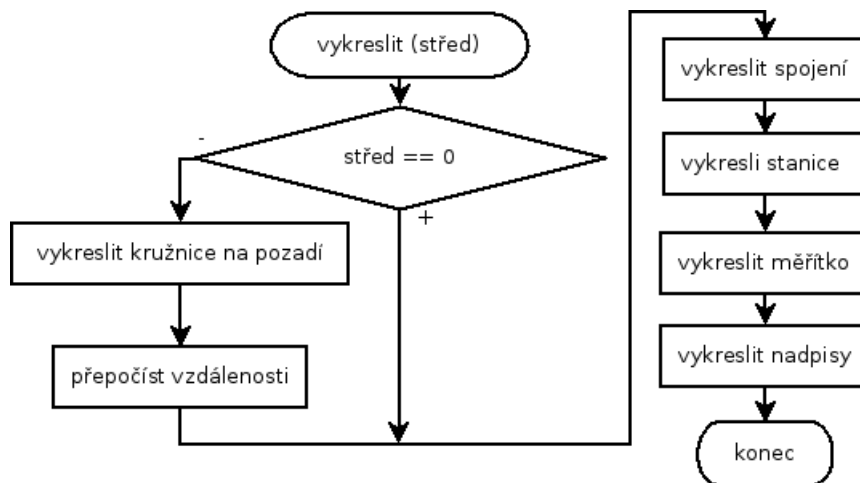 vykreslit (střed)
střed == 0
-
+
vykreslit kružnice na pozadí
přepočíst vzdálenosti
vykreslit spojení
vykresli stanice
vykreslit měřítko
vykreslit nadpisy
konec